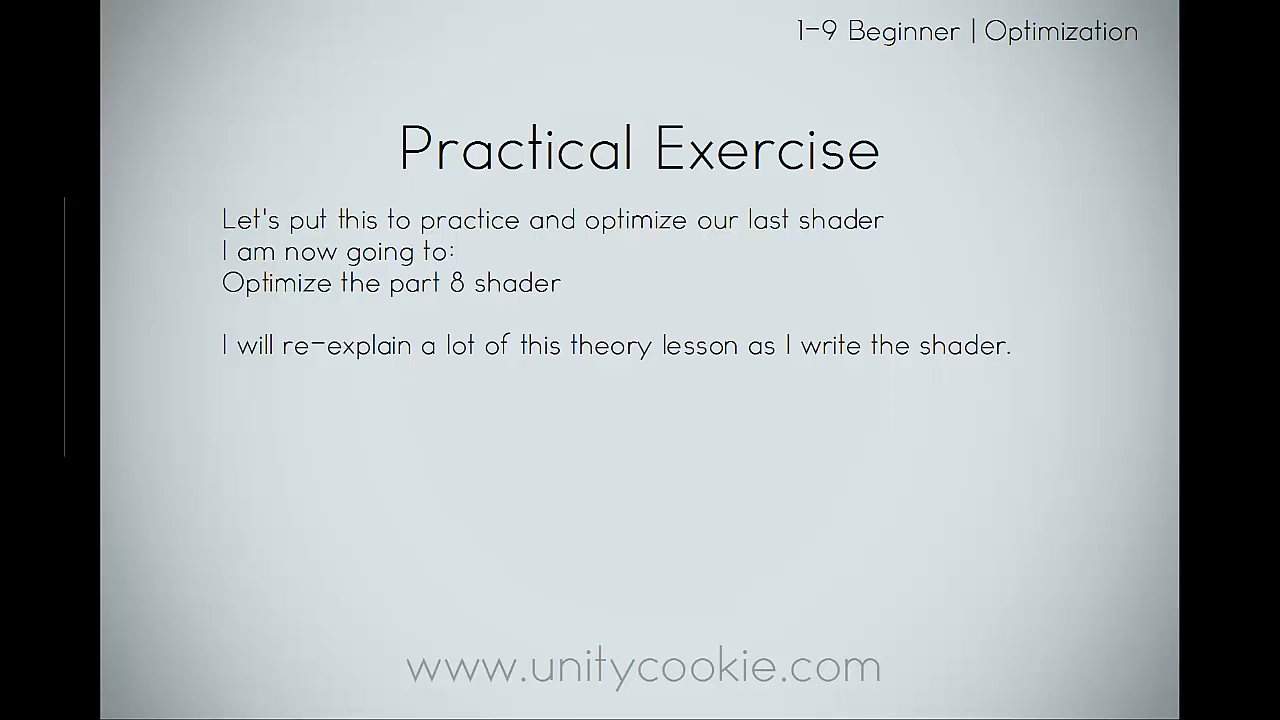 1-9 Beginner | Optimization
Practical Exercise
Let's put this to practice and optimize our last shader
I am now going to:
Optimize the part 8 shader
I will re-explain a lot of this theory lesson as I write the shader.
www.unitycookie.com